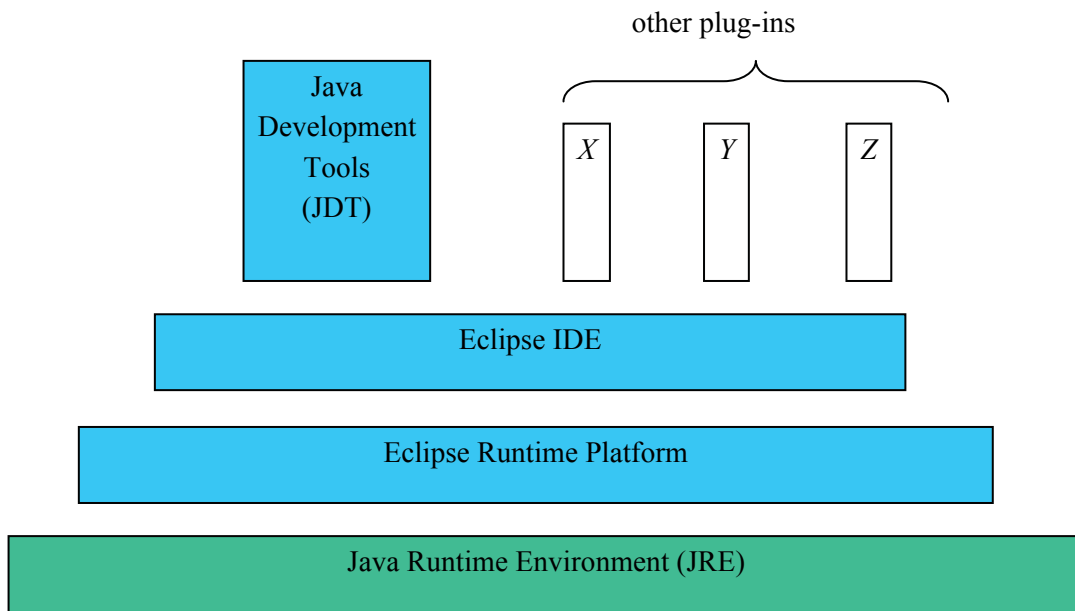 other plug-ins
Java
Development
Tools
(JDT)
X
Y
Z
Eclipse IDE
Eclipse Runtime Platform
Java Runtime Environment (JRE)